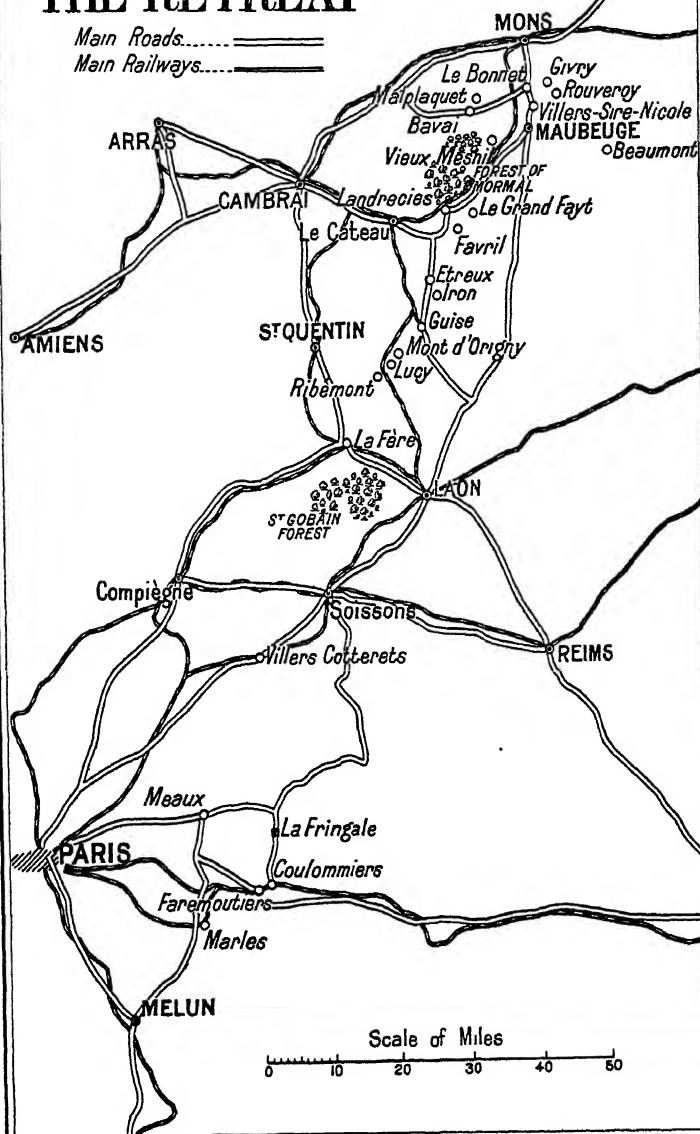 THE RETREAT
Main Roads......
Main Railways.....
MONS
Le Bonnet
Givry
Rouveroy
Malplaquet
Villers-Sire-Nicole
Bavai
MAUBEUGE
ARRAS
Vieux Mesnil
Beaumont
FOREST OF
MORMAL
CAMBRAI
Landrecies
Le Grand Fayt
Le Cateau
Favril
Etreux
Iron
Guise
ST QUENTIN
AMIENS
Mont d'Origny
Lucy
Ribemont
La Fère
LAON
ST GOBAIN
FOREST
Compiègne
Soissons
Villers Cotterets
REIMS
Meaux
La Fringale
PARIS
Coulommiers
Faremoutiers
Marles
MELUN
Scale of Miles
0 10 20 30 40 50